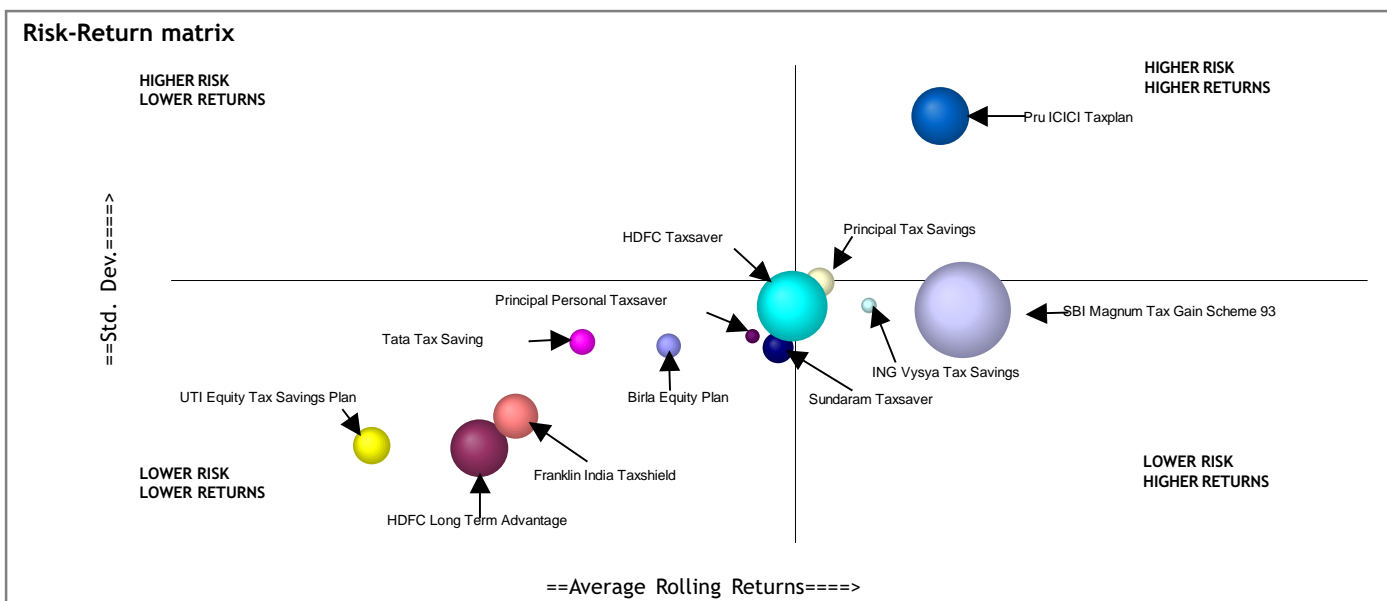 Risk-Return matrix
HIGHER RISK
LOWER RETURNS
HIGHER RISK
HIGHER RETURNS
Pru ICICI Taxplan
Principal Tax Savings
HDFC Taxsaver
Principal Personal Taxsaver
SBI Magnum Tax Gain Scheme 93
Tata Tax Saving
ING Vysya Tax Savings
UTI Equity Tax Savings Plan
Birla Equity Plan
Sundaram Taxsaver
LOWER RISK
LOWER RETURNS
Franklin India Taxshield
LOWER RISK
HIGHER RETURNS
HDFC Long Term Advantage
==Std. Dev.====>
==Average Rolling Returns====>